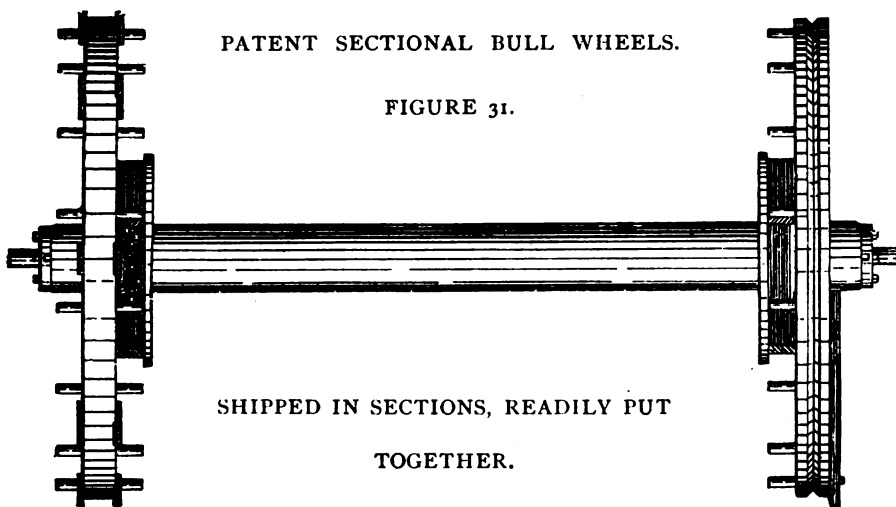 PATENT SECTIONAL BULL WHEELS.
FIGURE 31.
SHIPPED IN SECTIONS, READILY PUT
TOGETHER.